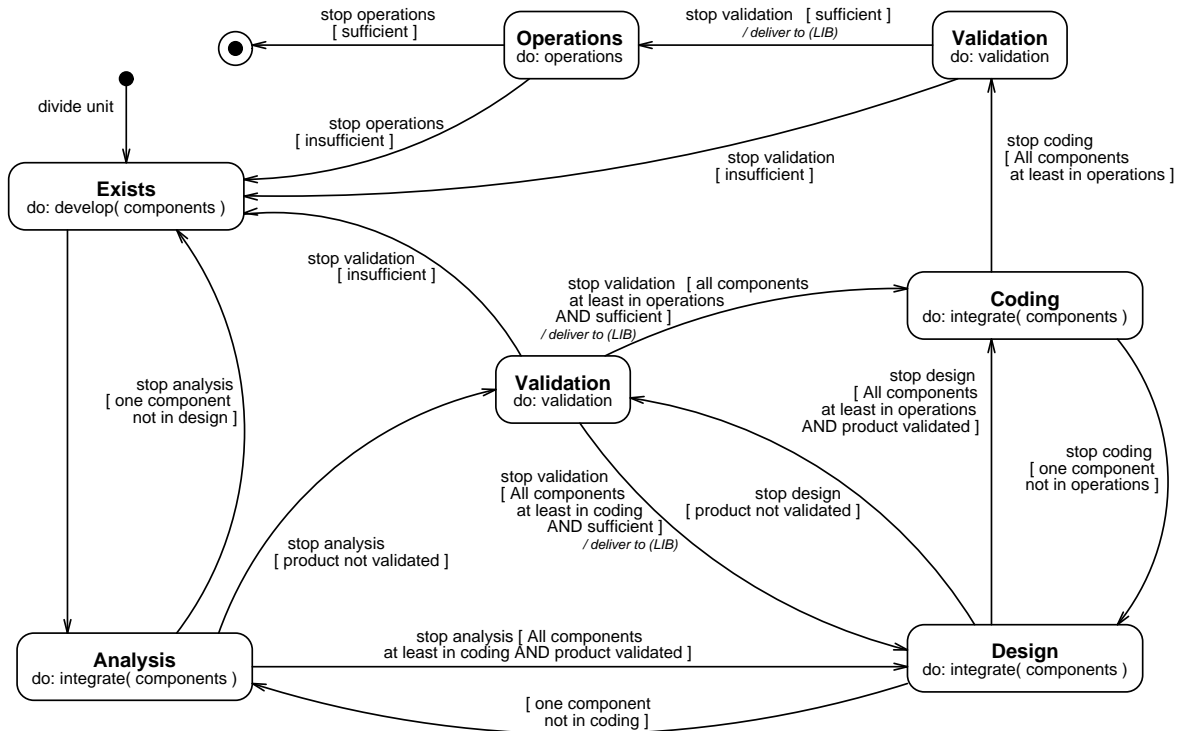 stop operations
[ sufficient ]
Operations
do: operations
stop validation [ sufficient ]
/ deliver to (LIB)
Validation
do: validation
divide unit
stop operations
[ insufficient ]
stop validation
[ insufficient ]
stop coding
[ All components
at least in operations ]
Exists
do: develop( components )
stop validation
[ insufficient ]
stop validation [ all components
at least in operations
AND sufficient ]
/ deliver to (LIB)
Coding
do: integrate( components )
stop analysis
[ one component
not in design ]
Validation
do: validation
stop design
[ All components
at least in operations
AND product validated ]
stop coding
[ one component
not in operations ]
stop validation
[ All components
at least in coding
AND sufficient ]
/ deliver to (LIB)
stop design
[ product not validated ]
stop analysis
[ product not validated ]
Analysis
do: integrate( components )
stop analysis [ All components
at least in coding AND product validated ]
Design
do: integrate( components )
[ one component
not in coding ]